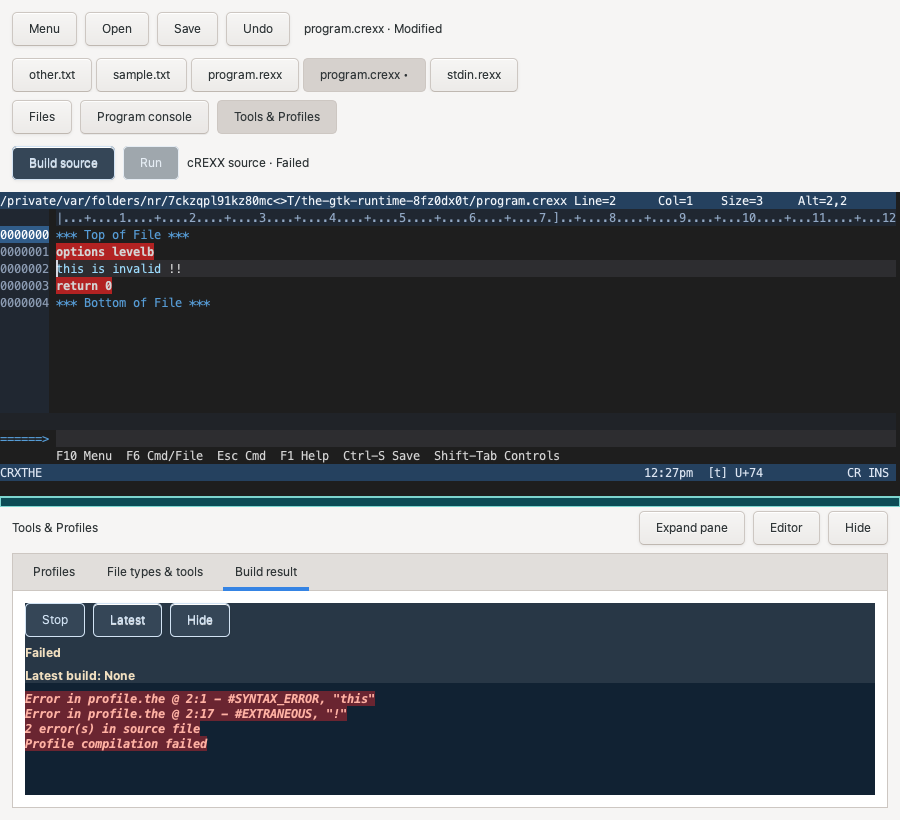 Menu Open Save Undo program.crexx · Modified
other.txt sample.txt program.rexx program.crexx • stdin.rexx
Files Program console Tools & Profiles
Build source Run cREXX source · Failed
/private/var/folders/nr/7ckzqpl91kz80mc<>T/the-gtk-runtime-8fz0dx0t/program.crexx Line=2 Col=1 Size=3 Alt=2,2
|...+....1....+....2....+....3....+....4....+....5....+....6....+....7.]..+....8....+....9....+...10....+...11....+...12
0000000 *** Top of File ***
0000001 options levelb
0000002 this is invalid !!
0000003 return 0
0000004 *** Bottom of File ***
======>
F10 Menu F6 Cmd/File Esc Cmd F1 Help Ctrl-S Save Shift-Tab Controls
CRXTHE 12:27pm [t] U+74 CR INS
Tools & Profiles Expand pane Editor Hide
Profiles File types & tools Build result
Stop Latest Hide
Failed
Latest build: None
Error in profile.the @ 2:1 – #SYNTAX_ERROR, "this"
Error in profile.the @ 2:17 – #EXTRANEOUS, "!"
2 error(s) in source file
Profile compilation failed